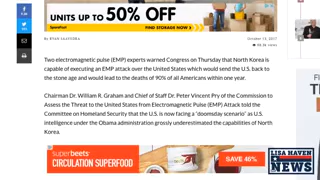 UNITS UP TO 50% OFF
FIND STORAGE NOW
October 13, 2017
Two electromagnetic pulse (EMP) experts warned Congress on Thursday that North Korea is
capable of executing an EMP attack over the United States which would send the U.S. back to
the stone age and would lead to the deaths of 90% of all Americans within one year.
Chairman Dr. William R. Graham and Chief of Staff Dr. Peter Vincent Pry of the Commission to
Assess the Threat to the United States from Electromagnetic Pulse (EMP) Attack told the
Committee on Homeland Security that the U.S. is now facing a "doomsday scenario" as U.S.
intelligence under the Obama administration grossly underestimated the capabilities of North
Korea.
superbeets
CIRCULATION SUPERFOOD
SAVE 40%
LISA HAVEN
NEWS